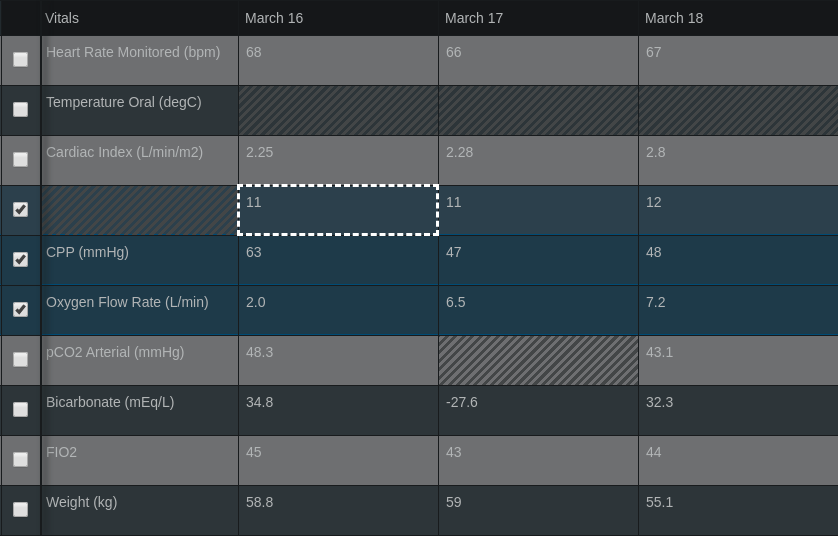 Vitals March 16 March 17 March 18
Heart Rate Monitored (bpm) 68 66 67
Temperature Oral (degC)
Cardiac Index (L/min/m2) 2.25 2.28 2.8
11 11 12
CPP (mmHg) 63 47 48
Oxygen Flow Rate (L/min) 2.0 6.5 7.2
pCO2 Arterial (mmHg) 48.3 43.1
Bicarbonate (mEq/L) 34.8 -27.6 32.3
FIO2 45 43 44
Weight (kg) 58.8 59 55.1